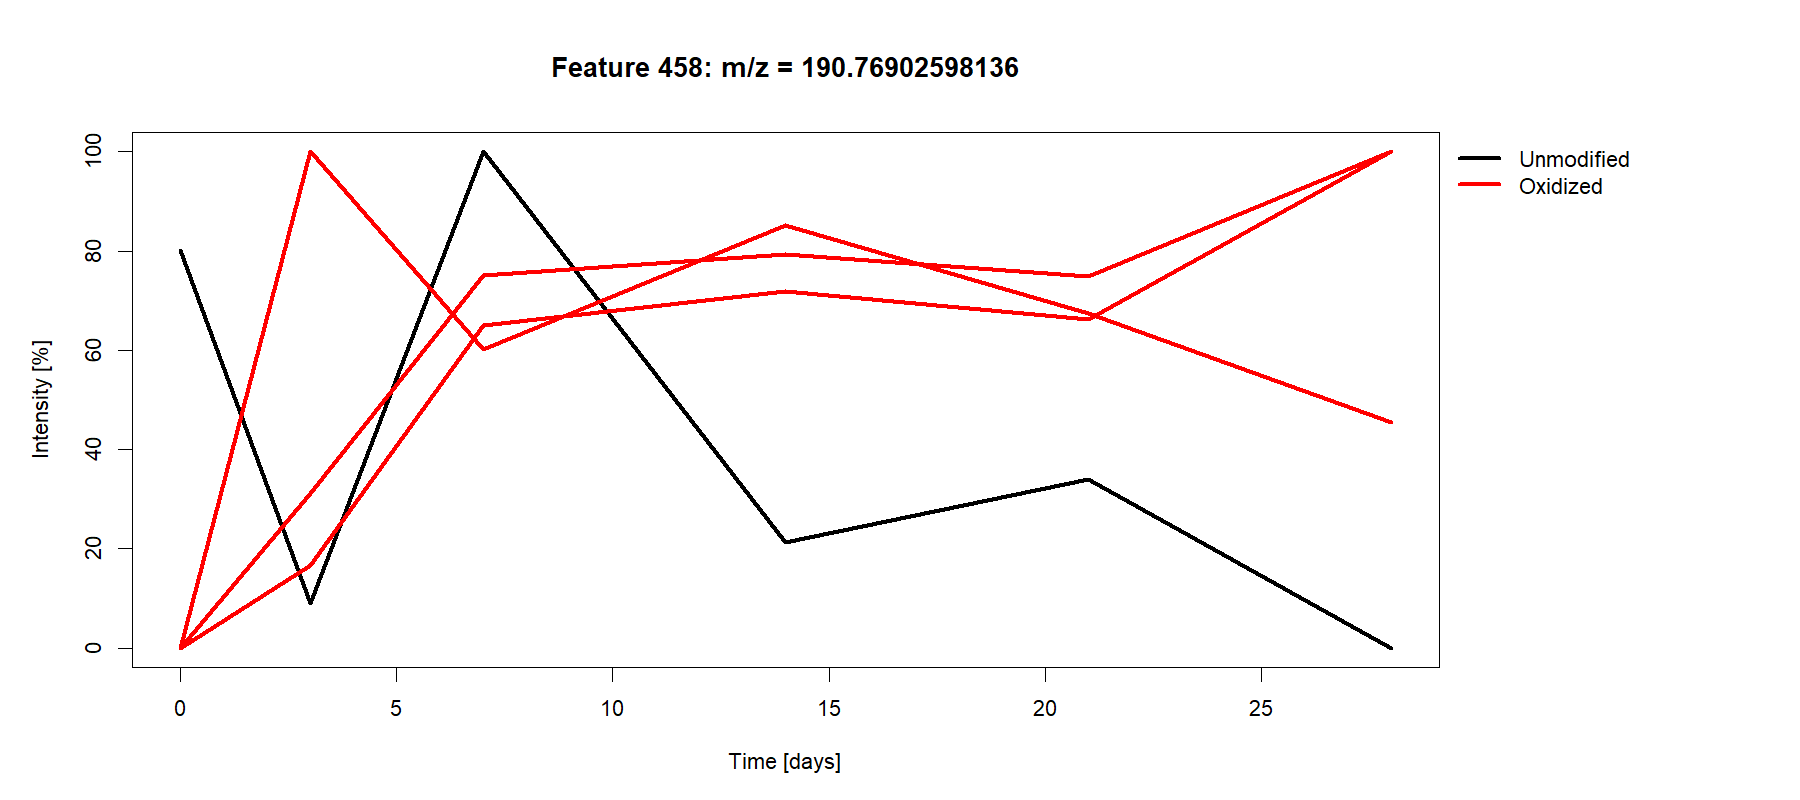 Feature 458: m/z = 190.76902598136
Unmodified
Oxidized
Intensity [%]
100
80
60
40
20
0
0 5 10 15 20 25
Time [days]